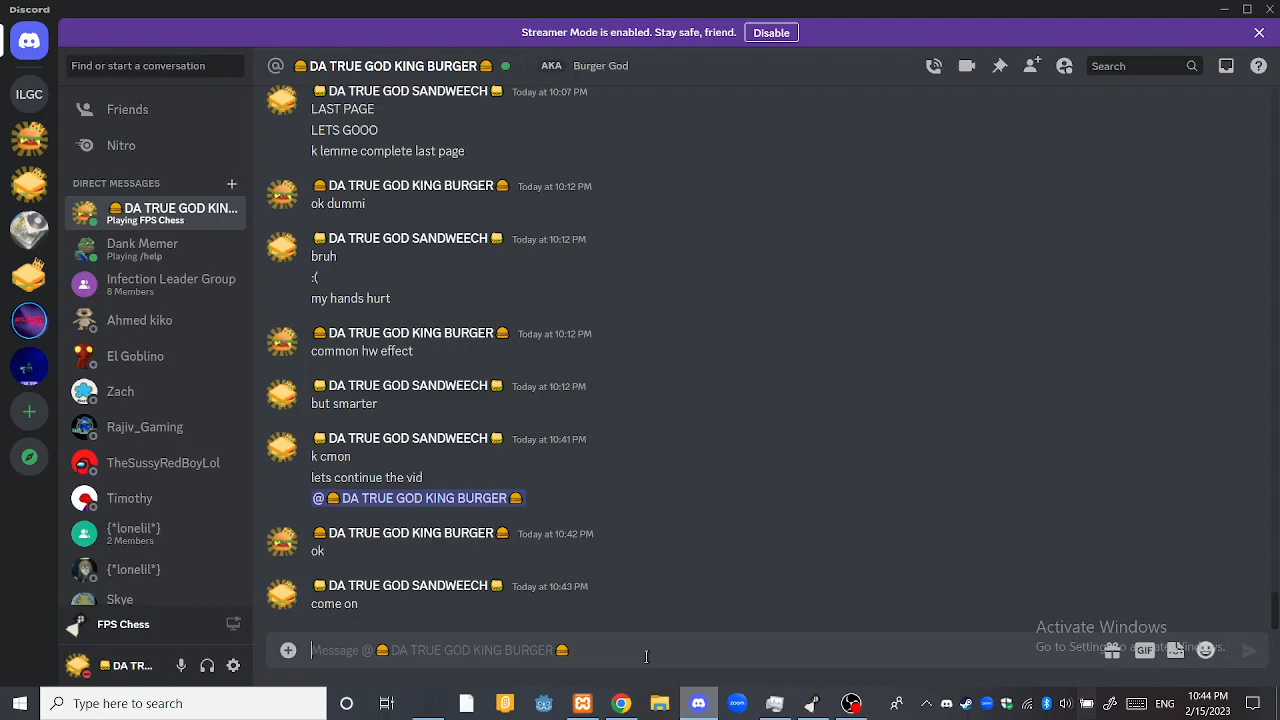 Discord
Streamer Mode is enabled. Stay safe, friend. Disable
Find or start a conversation
@ 🍔DA TRUE GOD KING BURGER🍔 AKA Burger God
Search
ILGC
Friends
Nitro
DIRECT MESSAGES
🍔DA TRUE GOD KIN...
Playing FPS Chess
Dank Memer
Playing /help
Infection Leader Group
8 Members
Ahmed kiko
El Goblino
Zach
Rajiv_Gaming
TheSussyRedBoyLol
Timothy
{*lonelil*}
2 Members
{*lonelil*}
Skye
FPS Chess
🥪DA TR...
🥪DA TRUE GOD SANDWEECH🥪 Today at 10:07 PM
LAST PAGE
LETS GOOO
k lemme complete last page
🍔DA TRUE GOD KING BURGER🍔 Today at 10:12 PM
ok dummi
🥪DA TRUE GOD SANDWEECH🥪 Today at 10:12 PM
bruh
:(
my hands hurt
🍔DA TRUE GOD KING BURGER🍔 Today at 10:12 PM
common hw effect
🥪DA TRUE GOD SANDWEECH🥪 Today at 10:12 PM
but smarter
🥪DA TRUE GOD SANDWEECH🥪 Today at 10:41 PM
k cmon
lets continue the vid
@🍔DA TRUE GOD KING BURGER🍔
🍔DA TRUE GOD KING BURGER🍔 Today at 10:42 PM
ok
🥪DA TRUE GOD SANDWEECH🥪 Today at 10:43 PM
come on
Message @🍔DA TRUE GOD KING BURGER🍔
GIF
Activate Windows
Go to Settings to activate Windows.
Type here to search
zoom
ENG
10:44 PM
2/15/2023